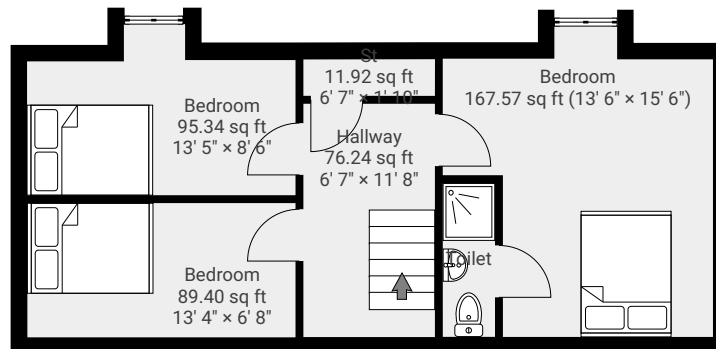 St
11.92 sq ft
6' 7" × 1' 10"
Bedroom
167.57 sq ft (13' 6" × 15' 6")
Bedroom
95.34 sq ft
13' 5" × 8' 6"
Hallway
76.24 sq ft
6' 7" × 11' 8"
Toilet
Bedroom
89.40 sq ft
13' 4" × 6' 8"